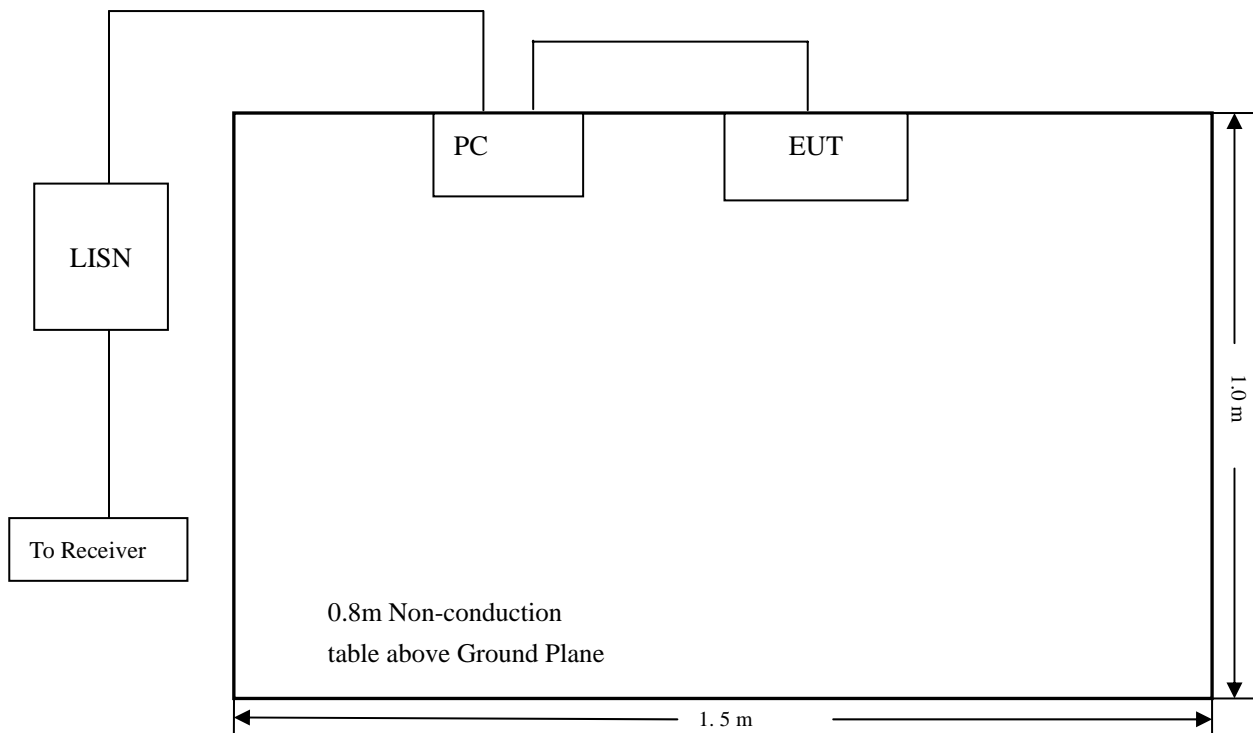 PC
EUT
LISN
1.0 m
To Receiver
0.8m Non-conduction
table above Ground Plane
1. 5 m